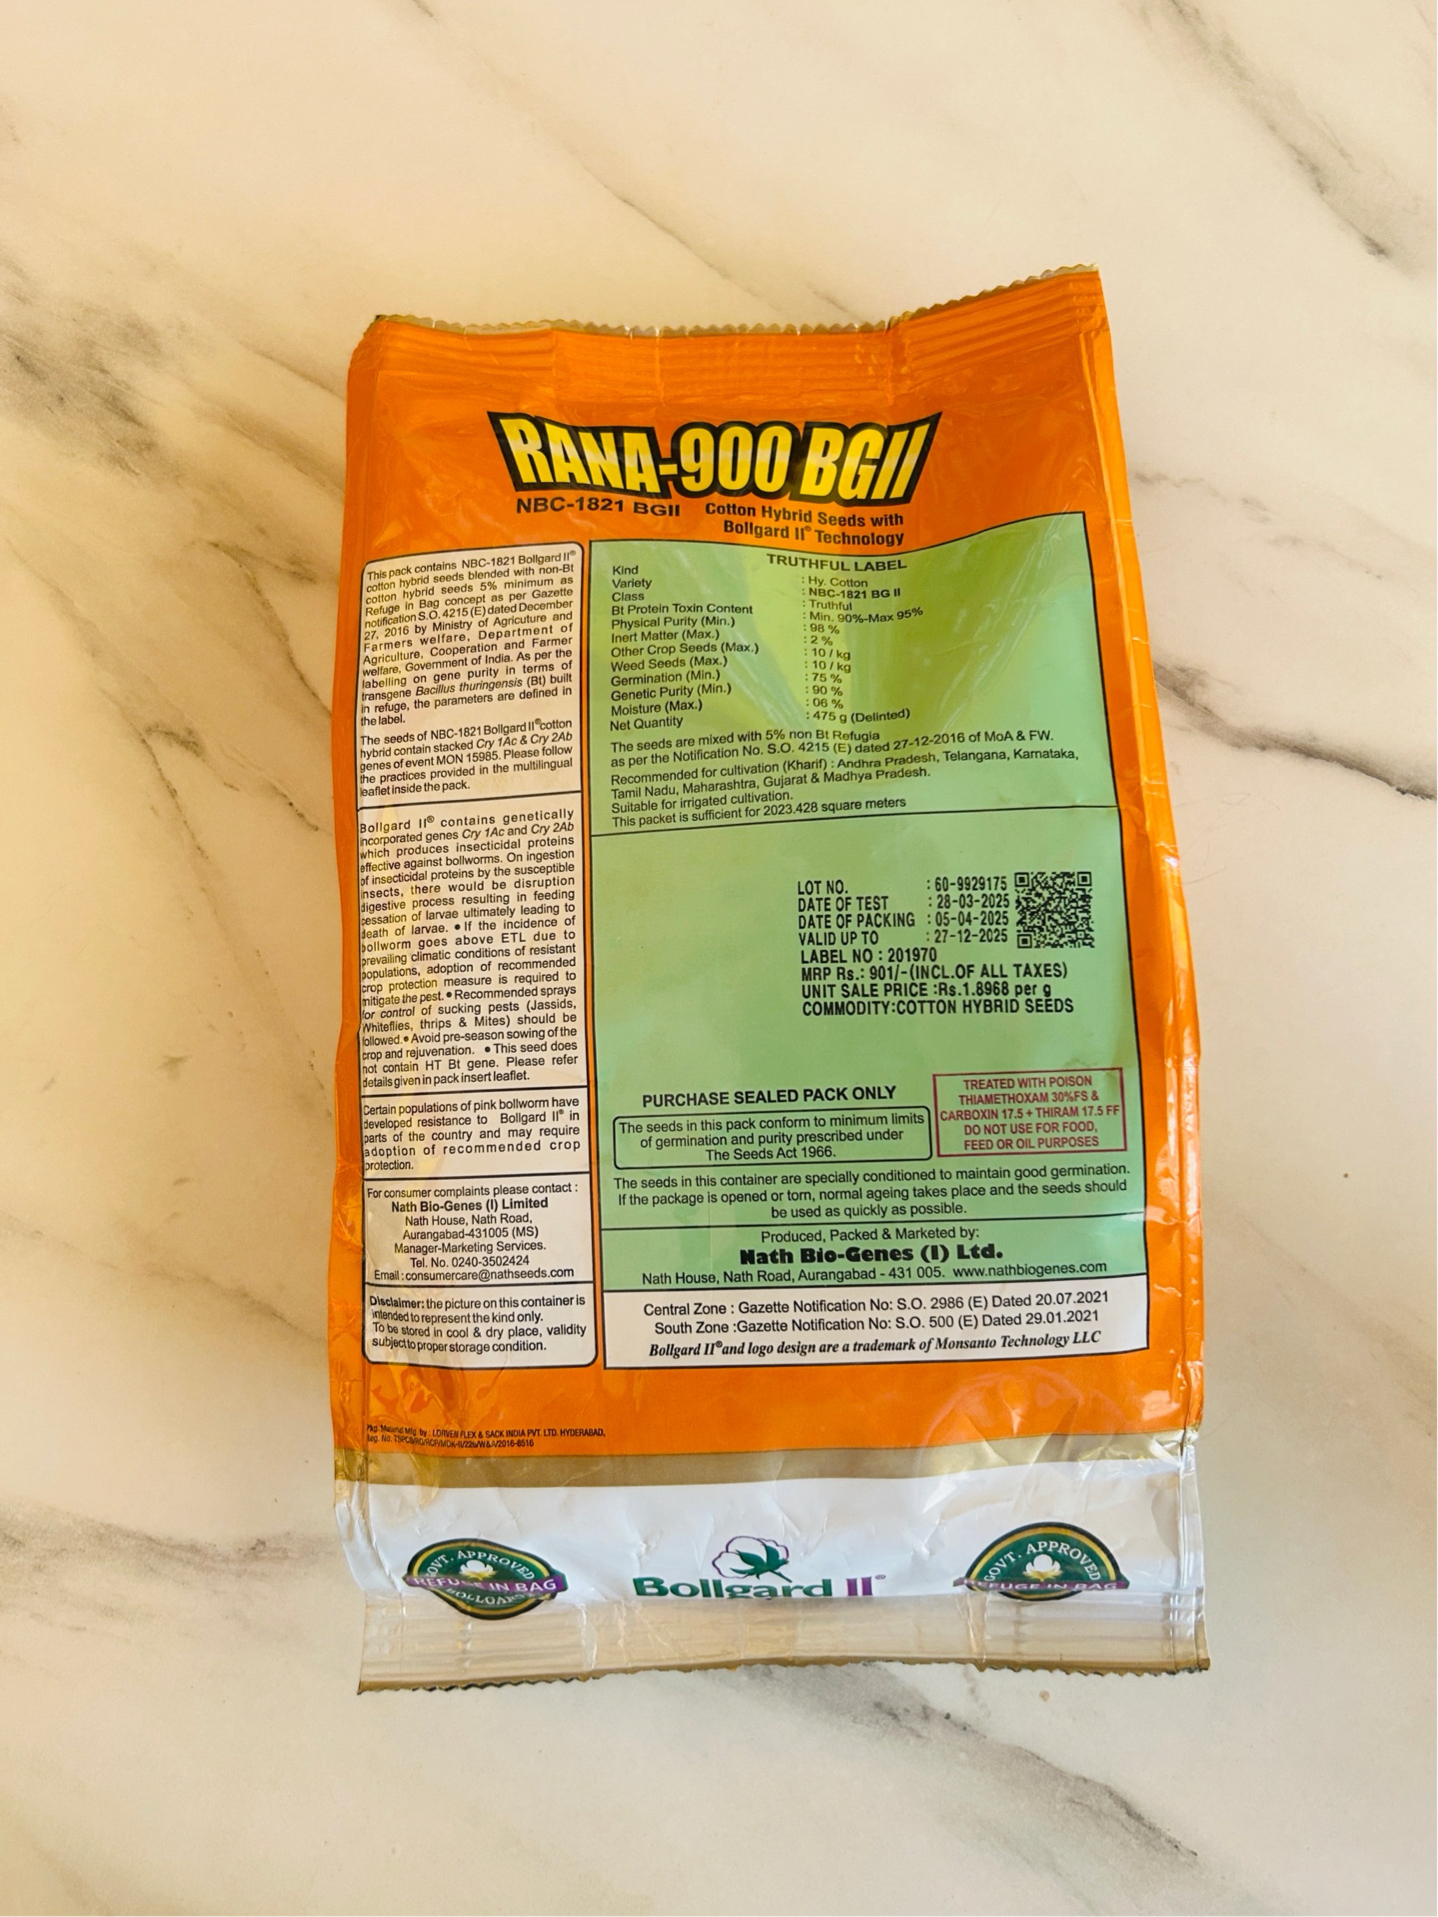 RANA-900 BGII
NBC-1821 BGII
Cotton Hybrid Seeds with
Bollgard II® Technology
This pack contains NBC-1821 Bollgard II®
cotton hybrid seeds blended with non-Bt
cotton hybrid seeds 5% minimum as
Refuge in Bag concept as per Gazette
notification S.O. 4215 (E) dated December
27, 2016 by Ministry of Agricuture and
Farmers welfare, Department of
Agriculture, Cooperation and Farmer
welfare, Government of India. As per the
labelling on gene purity in terms of
transgene Bacillus thuringensis (Bt) built
in refuge, the parameters are defined in
the label.
The seeds of NBC-1821 Bollgard II® cotton
hybrid contain stacked Cry 1Ac & Cry 2Ab
genes of event MON 15985. Please follow
the practices provided in the multilingual
leaflet inside the pack.
Bollgard II® contains genetically
incorporated genes Cry 1Ac and Cry 2Ab
which produces insecticidal proteins
effective against bollworms. On ingestion
of insecticidal proteins by the susceptible
insects, there would be disruption
digestive process resulting in feeding
cessation of larvae ultimately leading to
death of larvae. • If the incidence of
bollworm goes above ETL due to
prevailing climatic conditions of resistant
populations, adoption of recommended
crop protection measure is required to
mitigate the pest. • Recommended sprays
for control of sucking pests (Jassids,
Whiteflies, thrips & Mites) should be
followed. • Avoid pre-season sowing of the
crop and rejuvenation. • This seed does
not contain HT Bt gene. Please refer
details given in pack insert leaflet.
Certain populations of pink bollworm have
developed resistance to Bollgard II® in
parts of the country and may require
adoption of recommended crop
protection.
For consumer complaints please contact :
Nath Bio-Genes (I) Limited
Nath House, Nath Road,
Aurangabad-431005 (MS)
Manager-Marketing Services.
Tel. No. 0240-3502424
Email : consumercare@nathseeds.com
Disclaimer: the picture on this container is
intended to represent the kind only.
To be stored in cool & dry place, validity
subject to proper storage condition.
TRUTHFUL LABEL
Kind : Hy. Cotton
Variety : NBC-1821 BG II
Class : Truthful
Bt Protein Toxin Content : Min. 90%-Max 95%
Physical Purity (Min.) : 98 %
Inert Matter (Max.) : 2 %
Other Crop Seeds (Max.) : 10 / kg
Weed Seeds (Max.) : 10 / kg
Germination (Min.) : 75 %
Genetic Purity (Min.) : 90 %
Moisture (Max.) : 06 %
Net Quantity : 475 g (Delinted)
The seeds are mixed with 5% non Bt Refugia
as per the Notification No. S.O. 4215 (E) dated 27-12-2016 of MoA & FW.
Recommended for cultivation (Kharif) : Andhra Pradesh, Telangana, Karnataka,
Tamil Nadu, Maharashtra, Gujarat & Madhya Pradesh.
Suitable for irrigated cultivation.
This packet is sufficient for 2023.428 square meters
LOT NO. : 60-9929175
DATE OF TEST : 28-03-2025
DATE OF PACKING : 05-04-2025
VALID UP TO : 27-12-2025
LABEL NO : 201970
MRP Rs.: 901/-(INCL.OF ALL TAXES)
UNIT SALE PRICE :Rs.1.8968 per g
COMMODITY:COTTON HYBRID SEEDS
PURCHASE SEALED PACK ONLY
The seeds in this pack conform to minimum limits
of germination and purity prescribed under
The Seeds Act 1966.
TREATED WITH POISON
THIAMETHOXAM 30%FS &
CARBOXIN 17.5 + THIRAM 17.5 FF
DO NOT USE FOR FOOD,
FEED OR OIL PURPOSES
The seeds in this container are specially conditioned to maintain good germination.
If the package is opened or torn, normal ageing takes place and the seeds should
be used as quickly as possible.
Produced, Packed & Marketed by:
Nath Bio-Genes (I) Ltd.
Nath House, Nath Road, Aurangabad - 431 005. www.nathbiogenes.com
Central Zone : Gazette Notification No: S.O. 2986 (E) Dated 20.07.2021
South Zone :Gazette Notification No: S.O. 500 (E) Dated 29.01.2021
Bollgard II® and logo design are a trademark of Monsanto Technology LLC
Pkg. Material Mfg. by : LORVEN FLEX & SACK INDIA PVT. LTD. HYDERABAD,
GOVT. APPROVED
REFUGE IN BAG
Bollgard II®
GOVT. APPROVED
REFUGE IN BAG